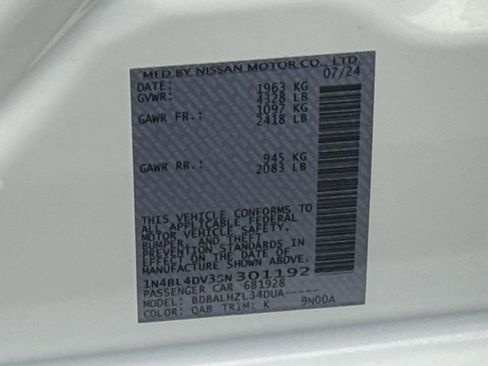 MFD BY NISSAN MOTOR CO., LTD
DATE: 07/24
GVWR: 1963 KG
4328 LB
GAWR FR.: 1097 KG
2418 LB
GAWR RR.: 945 KG
2083 LB
THIS VEHICLE CONFORMS TO
ALL APPLICABLE FEDERAL
MOTOR VEHICLE SAFETY,
BUMPER, AND THEFT
PREVENTION STANDARDS IN
EFFECT ON THE DATE OF
MANUFACTURE SHOWN ABOVE.
1N4BL4DV3SN301192
PASSENGER CAR 681928
MODEL: BDBALHZL34DUA-----
COLOR: QAB TRIM: K 9N00A